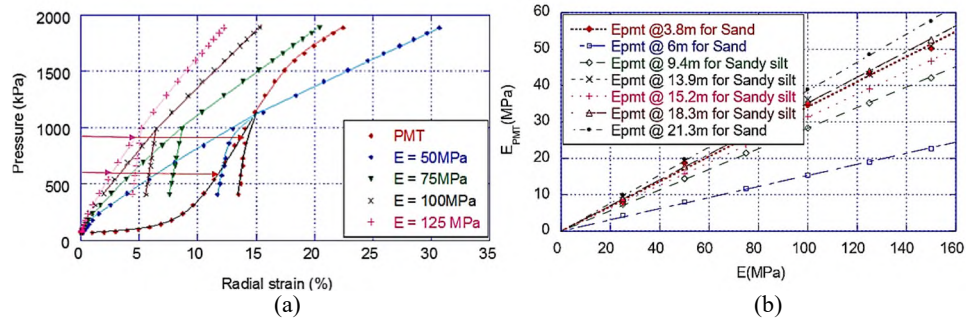 2000
1500
1000
500
0
Pressure (kPa)
PMT
E = 50MPa
E = 75MPa
E = 100MPa
E = 125 MPa
0 5 10 15 20 25 30 35
Radial strain (%)
(a)
60
50
40
30
20
10
0
E PMT (MPa)
Epmt @3.8m for Sand
Epmt @ 6m for Sand
Epmt @ 9.4m for Sandy silt
Epmt @ 13.9m for Sandy silt
Epmt @ 15.2m for Sandy silt
Epmt @ 18.3m for Sandy silt
Epmt @ 21.3m for Sand
0 20 40 60 80 100 120 140 160
E(MPa)
(b)